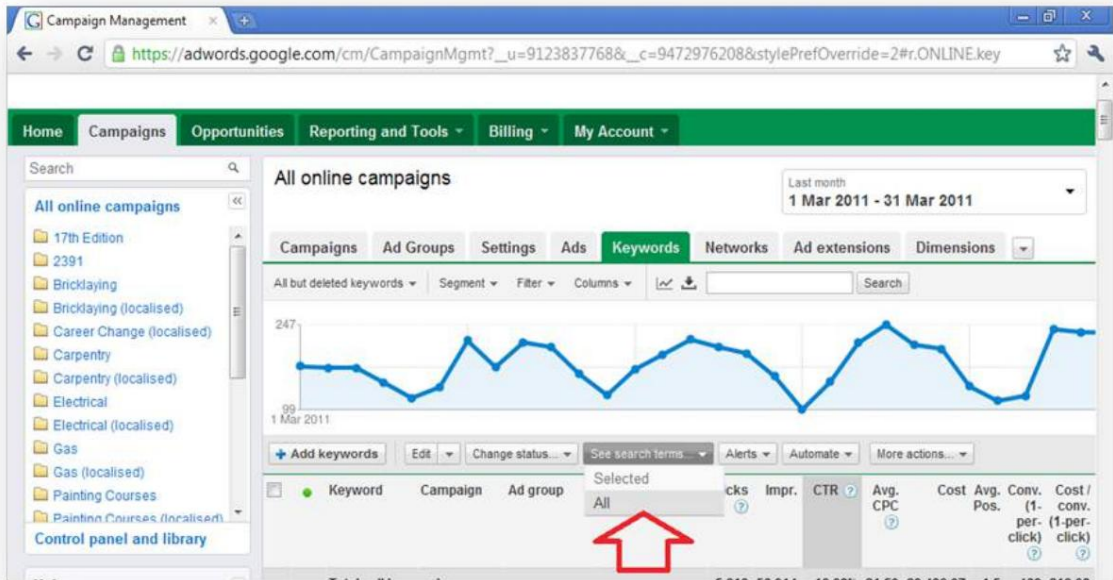 Campaign Management
https://adwords.google.com/cm/CampaignMgmt?__u=9123837768&__c=9472976208&stylePrefOverride=2#r.ONLINE.key
Home Campaigns Opportunities Reporting and Tools Billing My Account
Search
All online campaigns
17th Edition
2391
Bricklaying
Bricklaying (localised)
Career Change (localised)
Carpentry
Carpentry (localised)
Electrical
Electrical (localised)
Gas
Gas (localised)
Painting Courses
Painting Courses (localised)
Control panel and library
All online campaigns
Last month
1 Mar 2011 - 31 Mar 2011
Campaigns Ad Groups Settings Ads Keywords Networks Ad extensions Dimensions
All but deleted keywords Segment Filter Columns Search
247
99
1 Mar 2011
Add keywords Edit Change status... See search terms... Alerts Automate More actions...
Selected
All
Keyword Campaign Ad group cks Impr. CTR Avg. Cost Avg. Conv. Cost /
CPC Pos. (1- conv.
per- (1-per-
click) click)